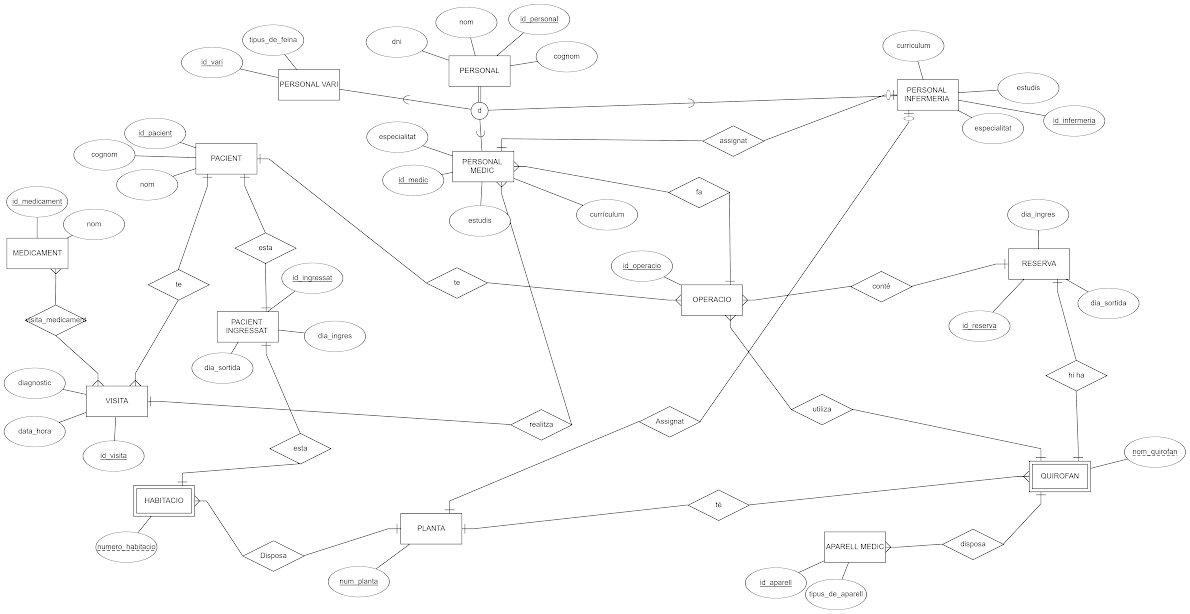 nom
id_personal
dni
tipus_de_feina
cognom
curriculum
id_vari
PERSONAL
PERSONAL VARI
PERSONAL
INFERMERIA
estudis
d
id_infermeria
especialitat
id_pacient
especialitat
assignat
cognom
PACIENT
PERSONAL
MEDIC
id_medic
nom
fa
id_medicament
estudis
curriculum
dia_ingres
nom
MEDICAMENT
esta
id_operacio
RESERVA
id_ingressat
te
te
conté
OPERACIO
dia_sortida
visita_medicament
PACIENT
INGRESSAT
dia_ingres
id_reserva
dia_sortida
hi ha
diagnostic
VISITA
utiliza
realitza
Assignat
data_hora
id_visita
esta
nom_quirofan
QUIROFAN
HABITACIO
té
PLANTA
numero_habitacio
Disposa
disposa
APARELL MEDIC
num_planta
id_aparell
tipus_de_aparell